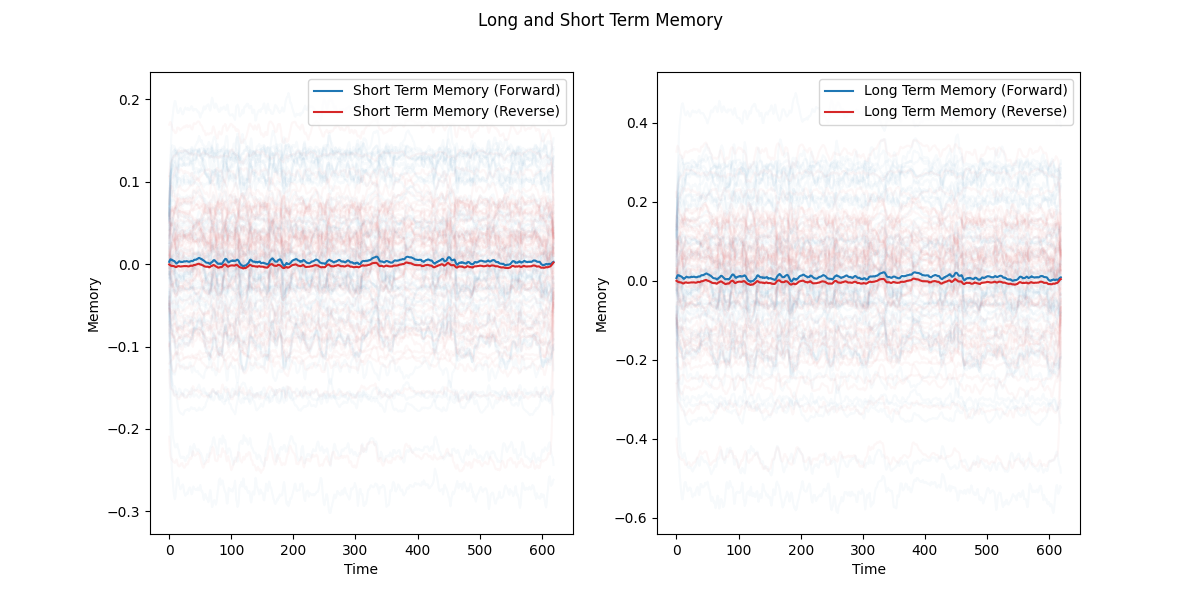 Long and Short Term Memory
Short Term Memory (Forward)
Short Term Memory (Reverse)
0.2
0.1
0.0
−0.1
−0.2
−0.3
Memory
0 100 200 300 400 500 600
Time
Long Term Memory (Forward)
Long Term Memory (Reverse)
0.4
0.2
0.0
−0.2
−0.4
−0.6
Memory
0 100 200 300 400 500 600
Time